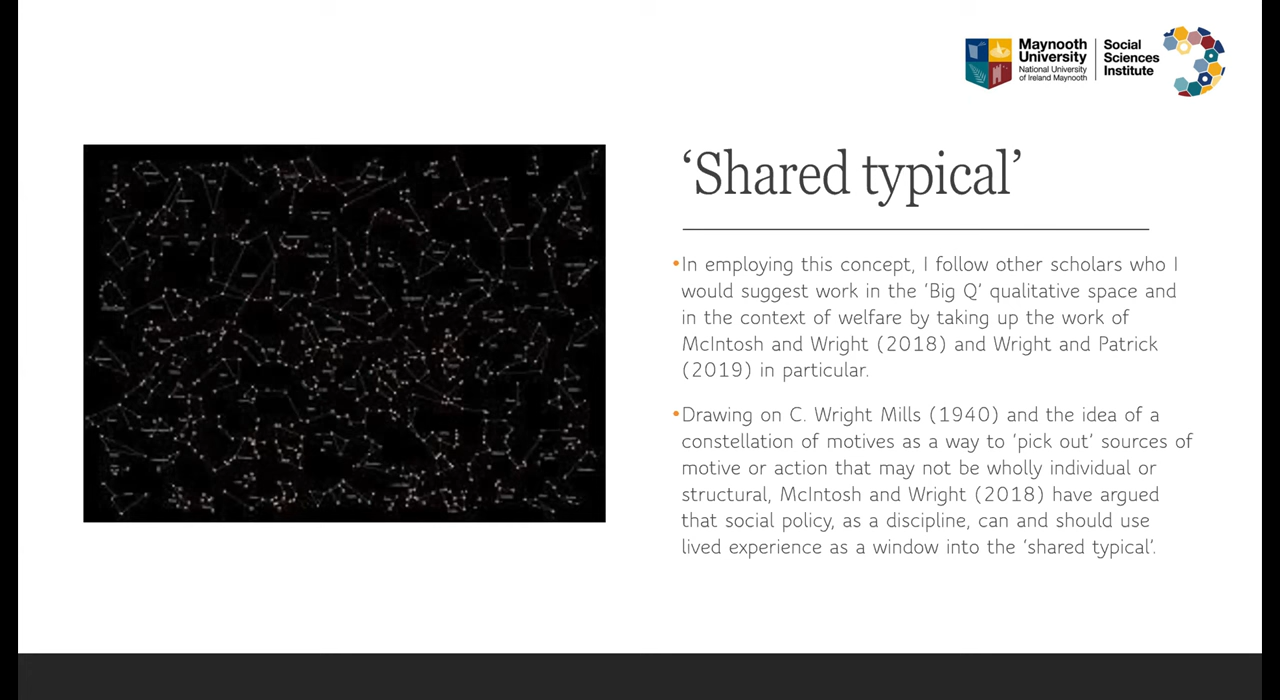 Maynooth
University
National University
of Ireland Maynooth
Social
Sciences
Institute
‘Shared typical’
•In employing this concept, I follow other scholars who I
would suggest work in the ‘Big Q’ qualitative space and
in the context of welfare by taking up the work of
McIntosh and Wright (2018) and Wright and Patrick
(2019) in particular.
•Drawing on C. Wright Mills (1940) and the idea of a
constellation of motives as a way to ‘pick out’ sources of
motive or action that may not be wholly individual or
structural, McIntosh and Wright (2018) have argued
that social policy, as a discipline, can and should use
lived experience as a window into the ‘shared typical’.